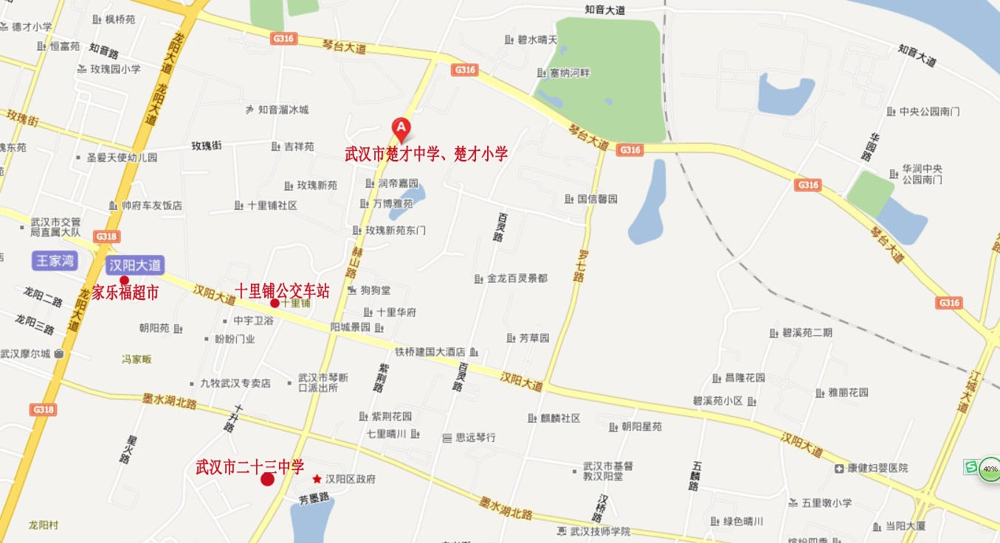 知音大道
枫桥苑
德才小学
龙阳大道
G316
琴台大道
碧水晴天
恒富苑
知音路
知音大道
玫瑰园小学
G316
塞纳河畔
龙阳大道
知音溜冰城
中央公园南门
玫瑰街
A
琴台大道
华园路
玫瑰街
吉祥苑
瑰东苑
圣爱天使幼儿园
武汉市楚才中学、楚才小学
G316
华润中央
公园南门
玫瑰新苑
润帝嘉园
G316
帅府车友饭店
十里铺社区
万博雅苑
国信馨园
武汉市交管
局直属大队
玫瑰新苑东门
百灵路
G318
琴台大道
王家湾
汉阳大道
赫山路
罗七路
家乐福超市
十里铺公交车站
金龙百灵景都
龙阳二路
龙阳大道
汉阳大道
十里铺
狗狗堂
G316
龙阳三路
朝阳苑
中宇卫浴
阳城景园
十里华府
盼盼门业
芳草园
碧溪苑二期
武汉摩尔城
冯家畈
铁桥建国大酒店
紫荆路
百灵路
汉阳大道
九牧武汉专卖店
武汉市琴断
口派出所
昌隆花园
江城大道
雅丽花园
墨水湖北路
碧溪苑小区
G318
十升路
紫荆花园
麒麟社区
朝阳星苑
七里晴川
思远琴行
汉阳大道
星火路
武汉市二十三中学
武汉市基督
教汉阳堂
五麟路
康健妇婴医院
40%
汉阳区政府
芳墨路
墨水湖北路
汉桥路
五里墩小学
龙阳村
武汉技师学院
绿色晴川
当阳大厦
缤纷四季